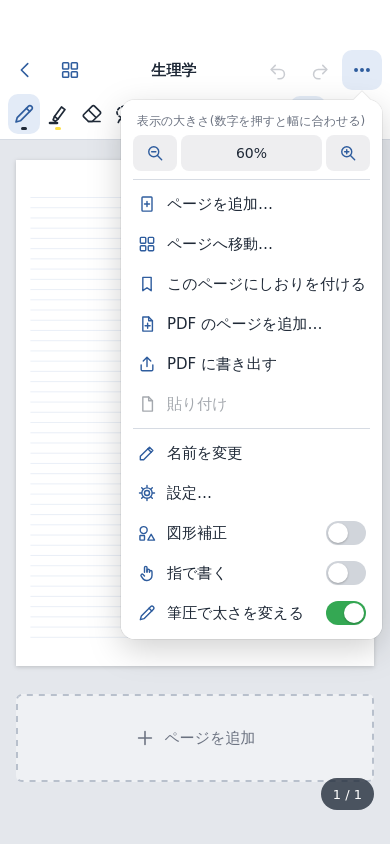 生理学
表示の大きさ(数字を押すと幅に合わせる)
60%
ページを追加...
ページへ移動...
このページにしおりを付ける
PDF のページを追加...
PDF に書き出す
貼り付け
名前を変更
設定...
図形補正
指で書く
筆圧で太さを変える
ページを追加
1 / 1